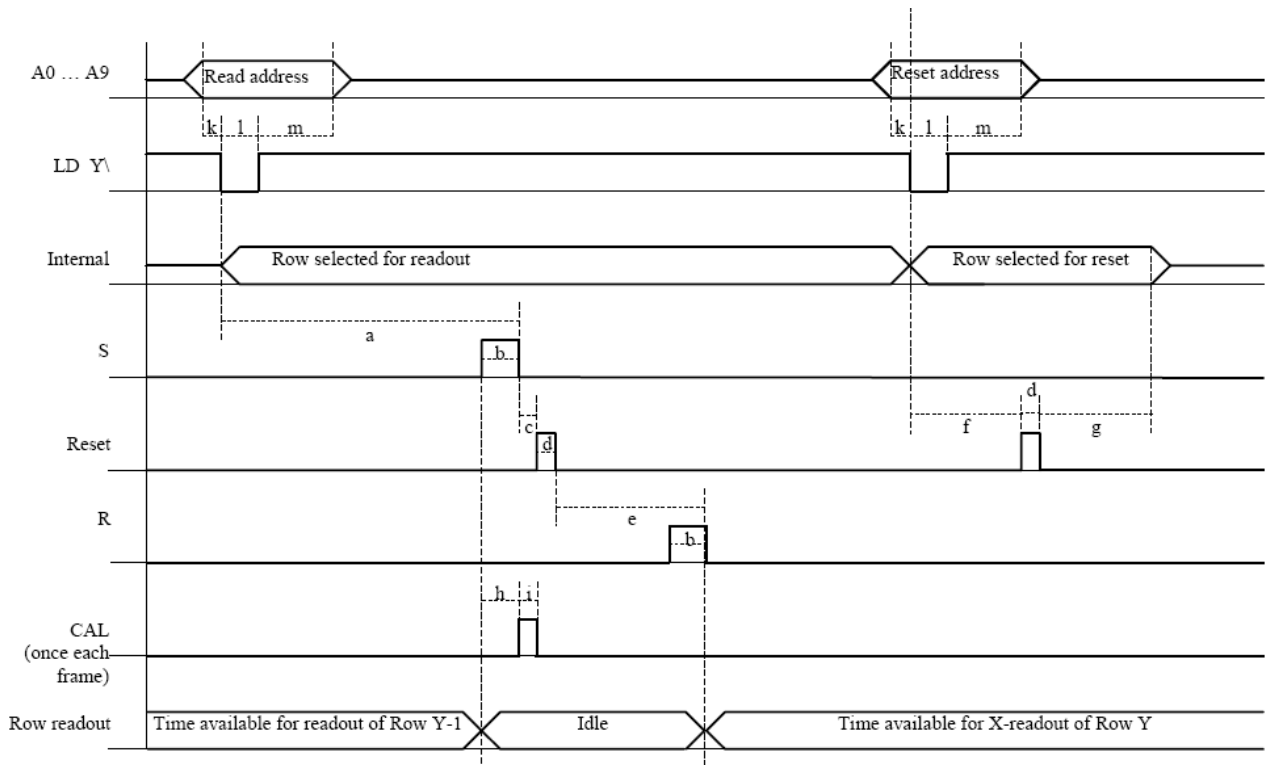 A0 … A9
Read address
Reset address
k l m
k l m
LD Y\
Internal
Row selected for readout
Row selected for reset
a
S
b
d
c
f
g
Reset
d
R
e
b
h i
CAL
(once each
frame)
Row readout
Time available for readout of Row Y-1
Idle
Time available for X-readout of Row Y